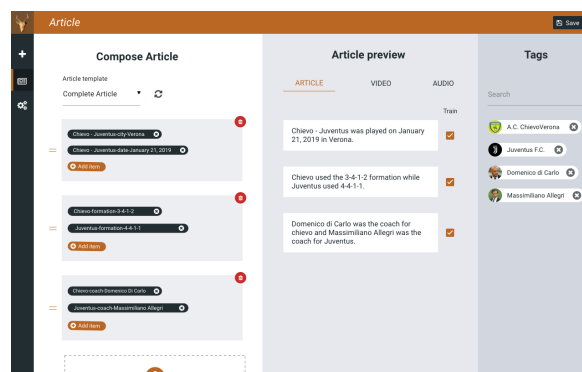 Article
Save
Compose Article
Article template
Complete Article
Chievo - Juventus-city-Verona
Chievo - Juventus-date-January 21, 2019
Add item
Chievo-formation-3-4-1-2
Juventus-formation-4-4-1-1
Add item
Chievo-coach-Domenico Di Carlo
Juventus-coach-Massimiliano Allegri
Add item
Article preview
ARTICLE VIDEO AUDIO
Train
Chievo - Juventus was played on January
21, 2019 in Verona.
Chievo used the 3-4-1-2 formation while
Juventus used 4-4-1-1.
Domenico di Carlo was the coach for
chievo and Massimiliano Allegri was the
coach for Juventus.
Tags
Search
A.C. ChievoVerona
Juventus F.C.
Domenico di Carlo
Massimiliano Allegri